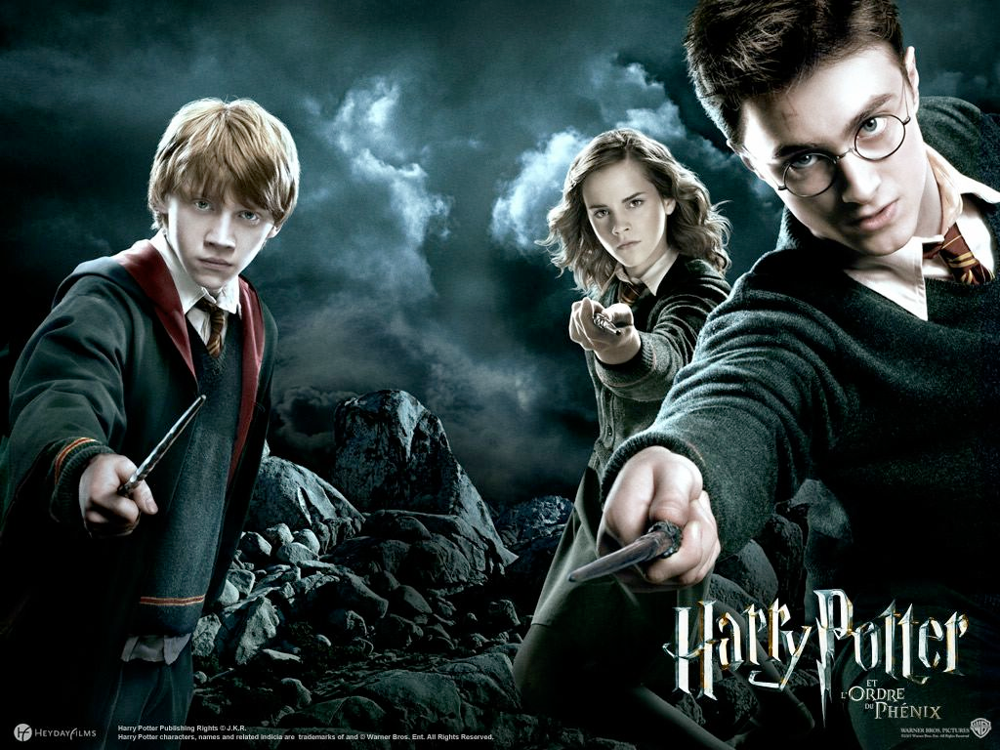 Harry Potter
ET
L'ORDRE
DU PHÉNIX
HEYDAY FILMS
Harry Potter Publishing Rights © J.K.R.
Harry Potter characters, names and related indicia are trademarks of and © Warner Bros. Ent. All Rights Reserved.
WARNER BROS. PICTURES